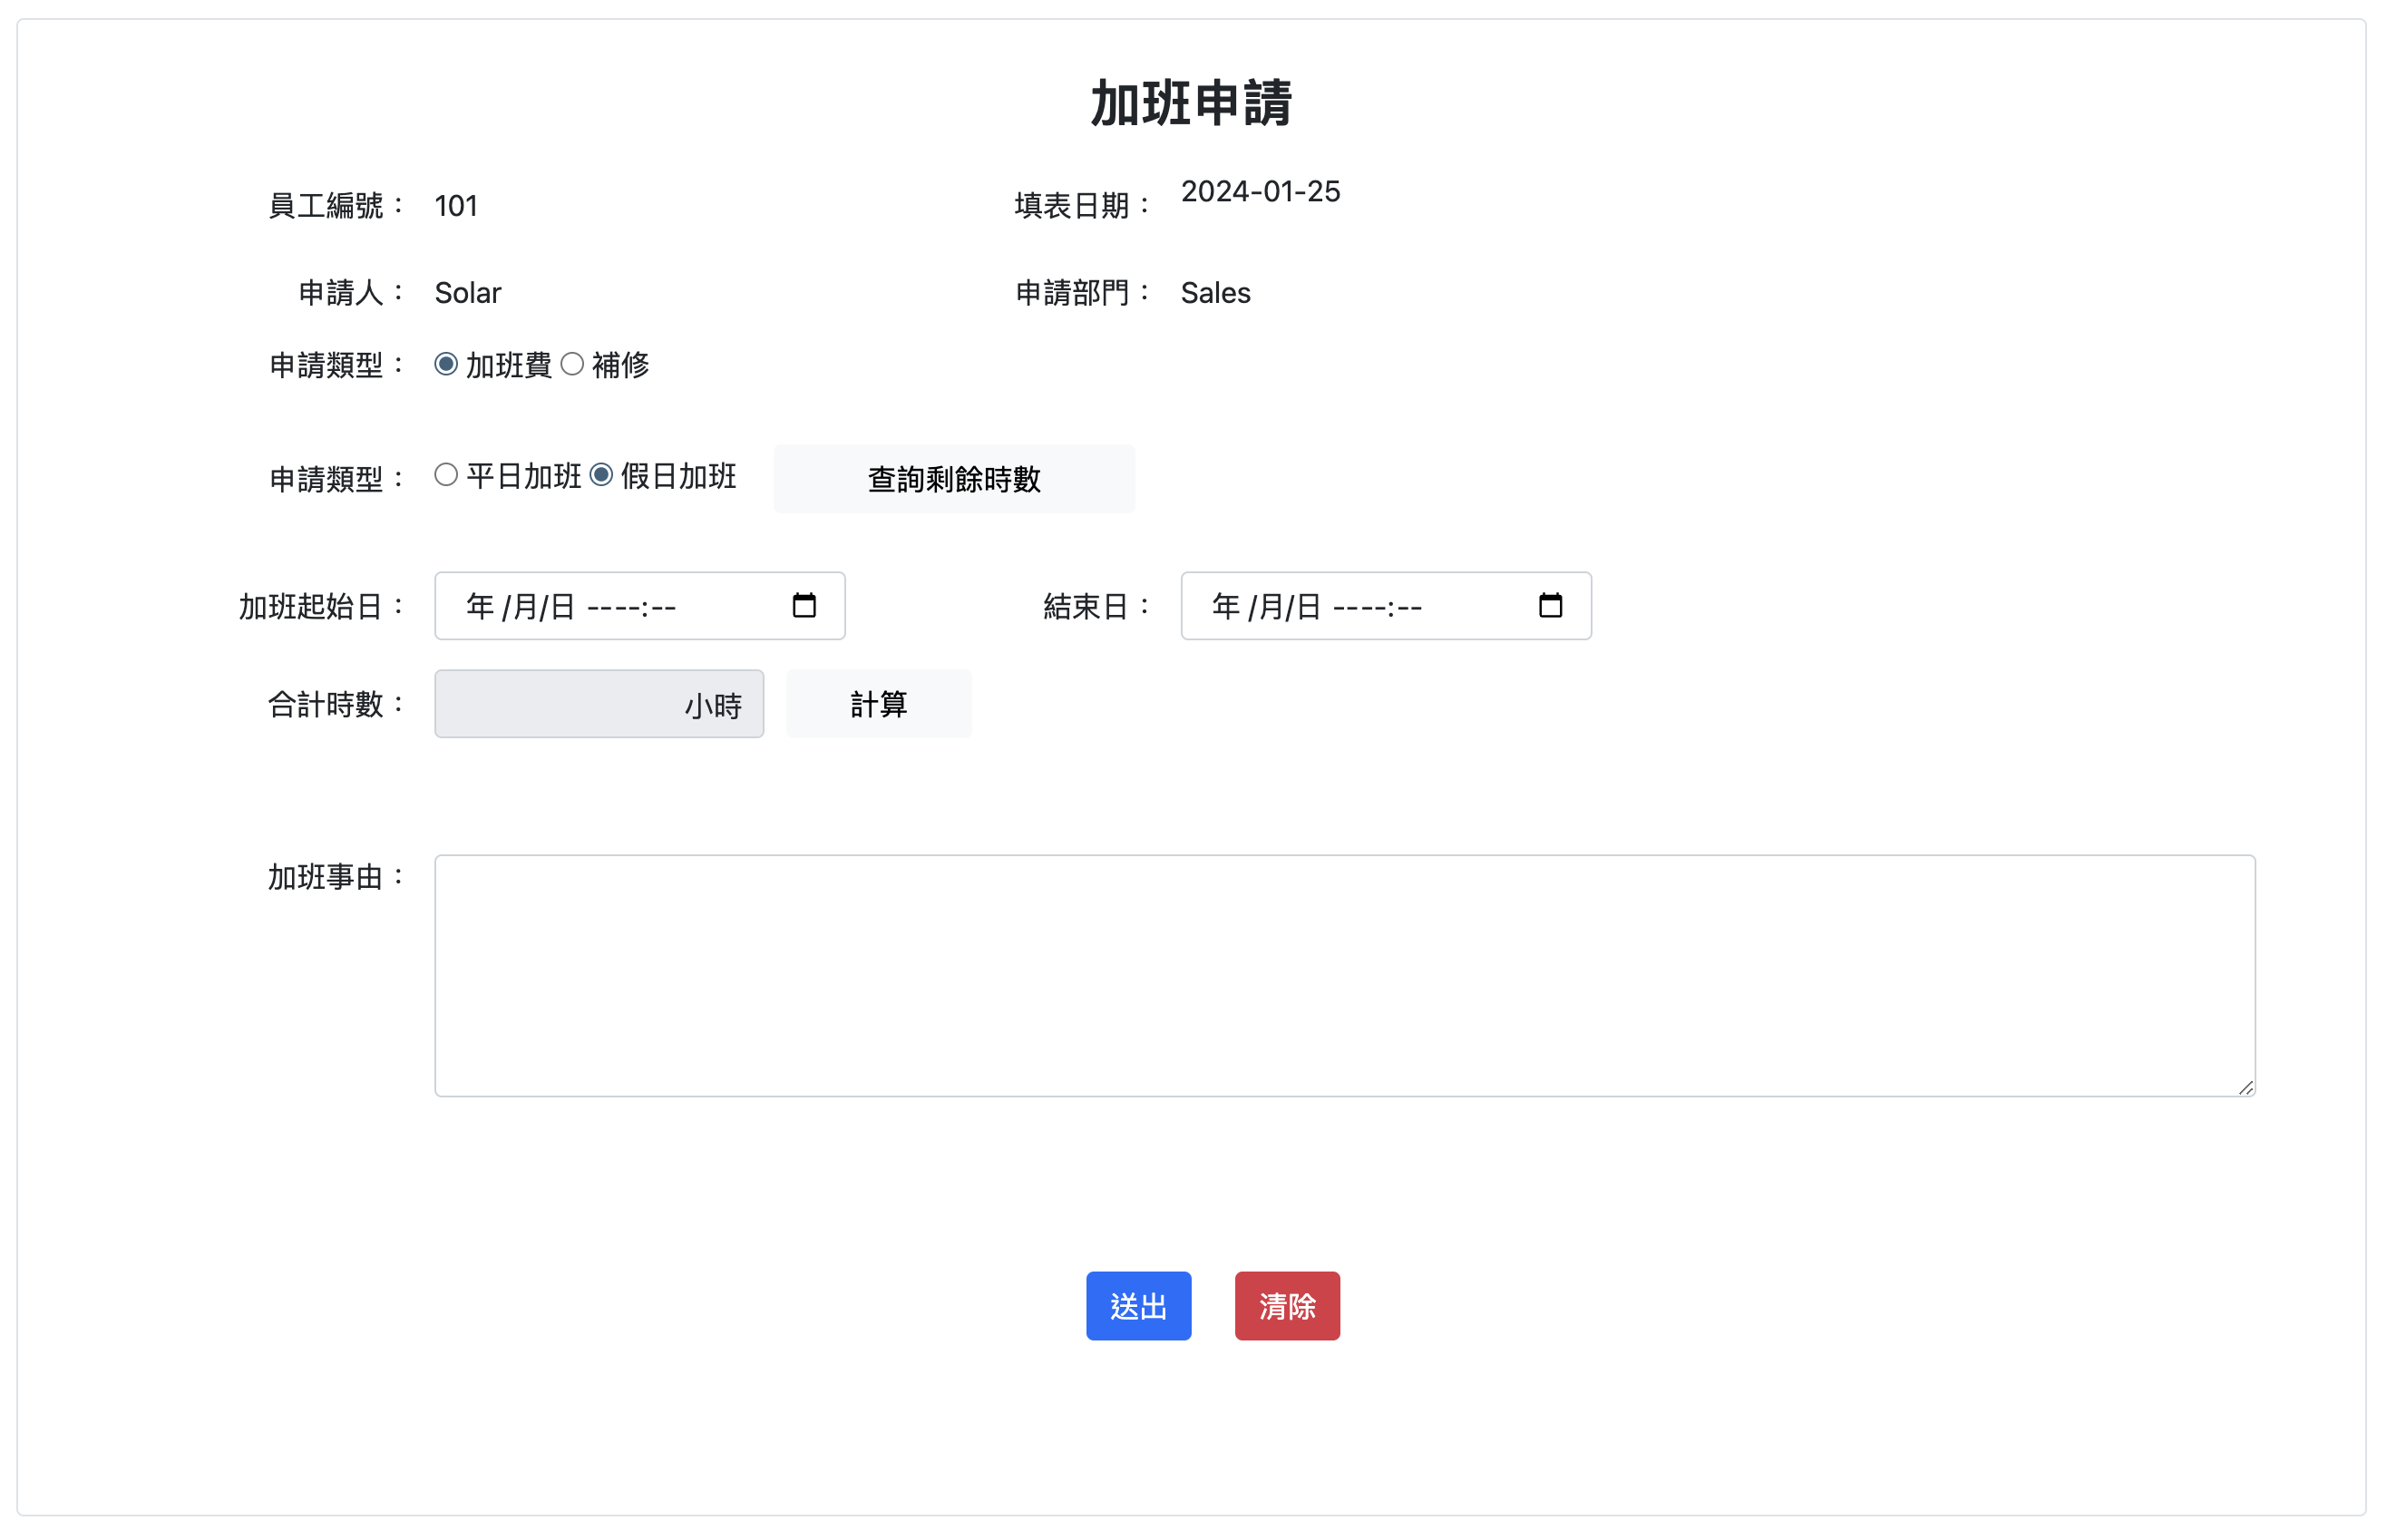 加班申請
員工編號： 101 填表日期： 2024-01-25
申請人： Solar 申請部門： Sales
申請類型： 加班費 補修
申請類型： 平日加班 假日加班 查詢剩餘時數
加班起始日： 年 /月/日 ----:-- 結束日： 年 /月/日 ----:--
合計時數： 小時 計算
加班事由：
送出 清除